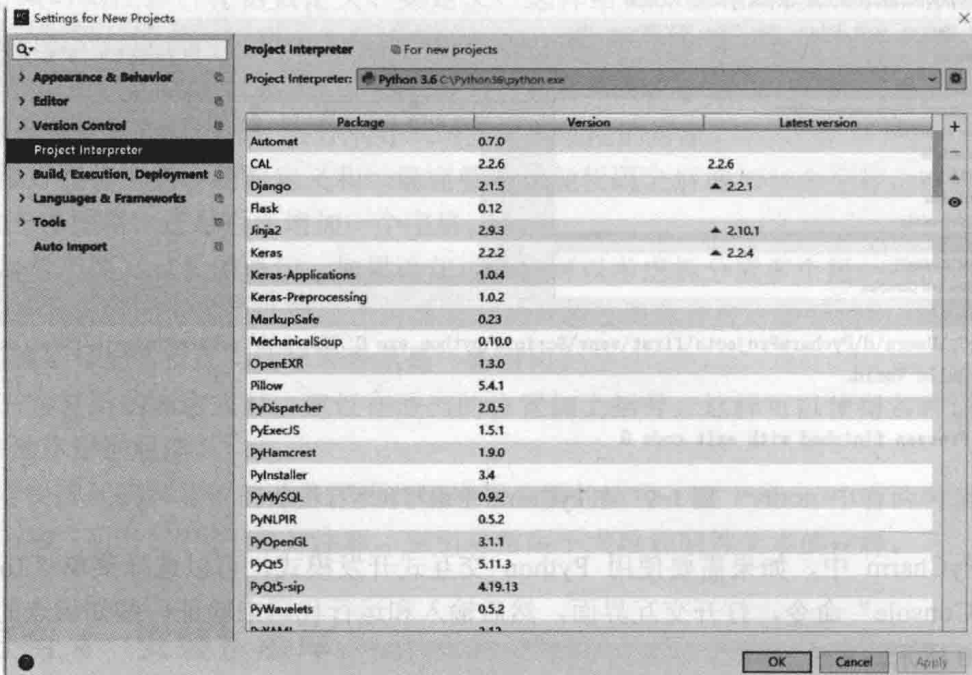 Settings for New Projects
Project Interpreter
For new projects
Appearance & Behavior
Editor
Version Control
Project Interpreter
Build, Execution, Deployment
Languages & Frameworks
Tools
Auto Import
Project Interpreter: Python 3.6 C:\Python36\python.exe
Package Version Latest version
Automat 0.7.0
CAL 2.2.6 2.2.6
Django 2.1.5 ▲ 2.2.1
Flask 0.12
Jinja2 2.9.3 ▲ 2.10.1
Keras 2.2.2 ▲ 2.2.4
Keras-Applications 1.0.4
Keras-Preprocessing 1.0.2
MarkupSafe 0.23
MechanicalSoup 0.10.0
OpenEXR 1.3.0
Pillow 5.4.1
PyDispatcher 2.0.5
PyExecJS 1.5.1
PyHamcrest 1.9.0
PyInstaller 3.4
PyMySQL 0.9.2
PyNLPIR 0.5.2
PyOpenGL 3.1.1
PyQt5 5.11.3
PyQt5-sip 4.19.13
PyWavelets 0.5.2
OK Cancel Apply